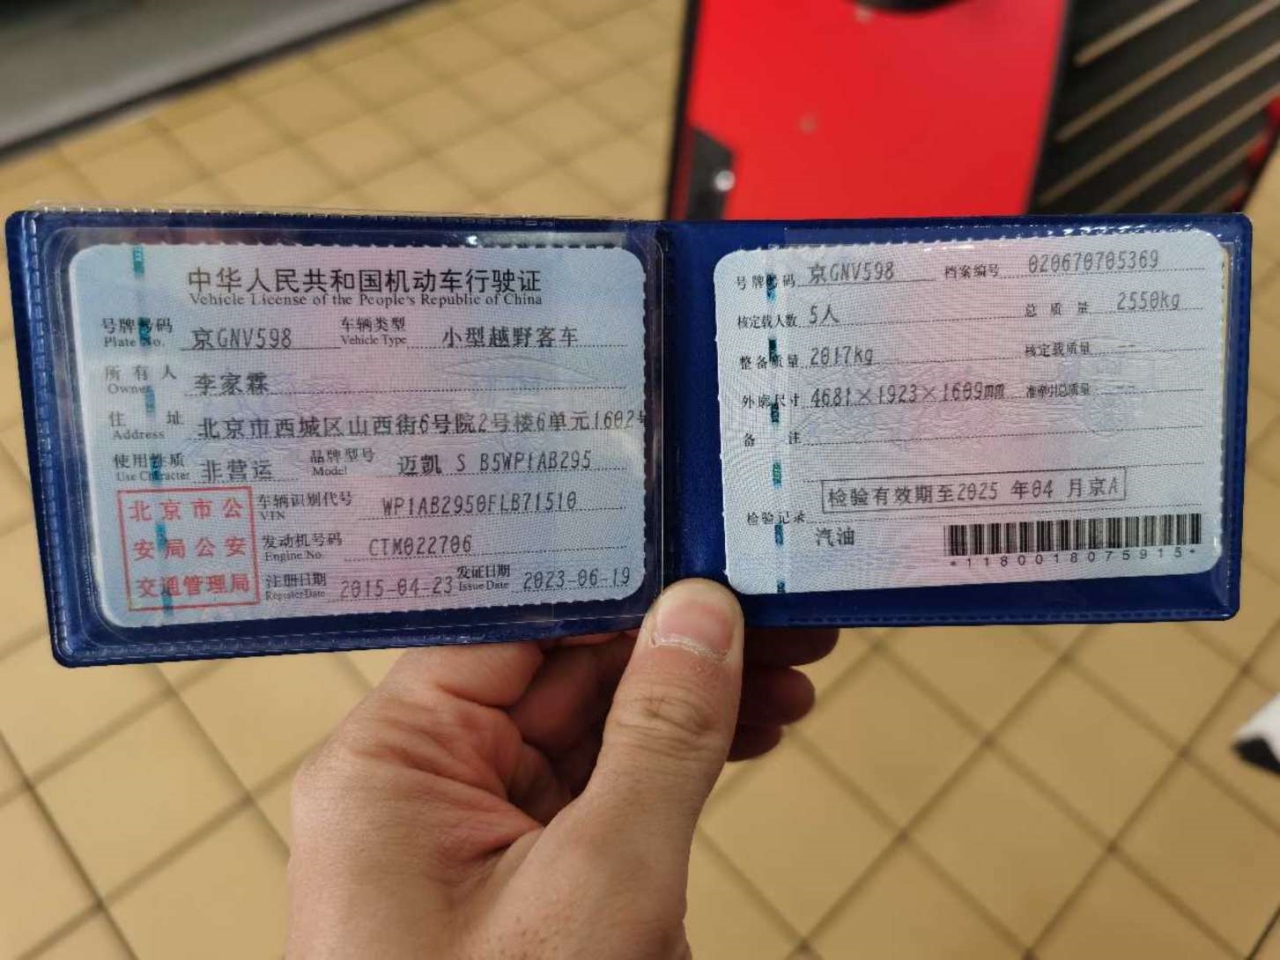 中华人民共和国机动车行驶证
Vehicle License of the People's Republic of China
号牌号码 京GNV598 车辆类型 小型越野客车
Plate No. Vehicle Type
所有人 李家霖
Owner
住址 北京市西城区山西街6号院2号楼6单元1602号
Address
使用性质 非营运 品牌型号 迈凯 S B5WP1AB295
Use Character Model
北京市公
安局公安
交通管理局
车辆识别代号 WP1AB2950FLB71510
VIN
发动机号码 CTM022706
Engine No.
注册日期 2015-04-23 发证日期 2023-06-19
Register Date Issue Date
号牌号码 京GNV598 档案编号 020670705369
核定载人数 5人 总质量 2550kg
整备质量 2017kg 核定载质量 --
外廓尺寸 4681×1923×1609mm 准牵引总质量 --
备注
检验有效期至2025 年04 月京A
检验记录
汽油
*1180018075915*